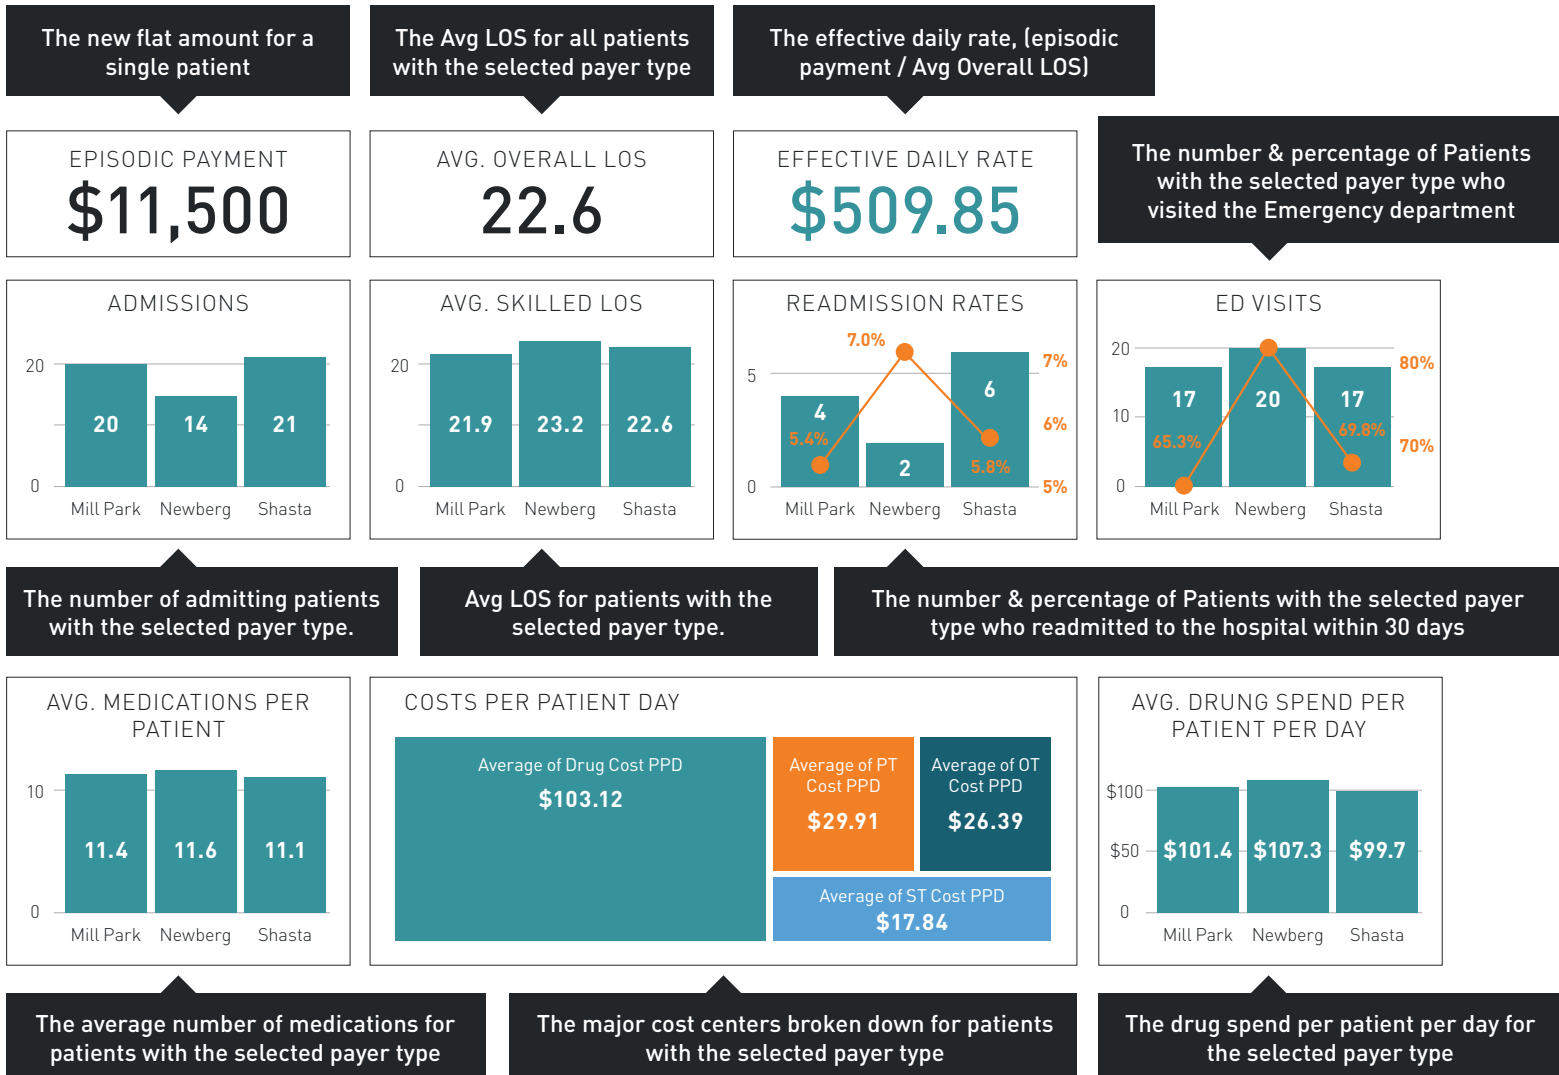 The new flat amount for a
single patient
The Avg LOS for all patients
with the selected payer type
The effective daily rate, (episodic
payment / Avg Overall LOS)
The number & percentage of Patients
with the selected payer type who
visited the Emergency department
EPISODIC PAYMENT
$11,500
AVG. OVERALL LOS
22.6
EFFECTIVE DAILY RATE
$509.85
ADMISSIONS
20
0
20
14
21
Mill Park
Newberg
Shasta
AVG. SKILLED LOS
20
0
21.9
23.2
22.6
Mill Park
Newberg
Shasta
READMISSION RATES
5
0
7.0%
4
5.4%
2
6
5.8%
7%
6%
5%
Mill Park
Newberg
Shasta
ED VISITS
20
10
0
17
65.3%
20
17
69.8%
80%
70%
Mill Park
Newberg
Shasta
The number of admitting patients
with the selected payer type.
Avg LOS for patients with the
selected payer type.
The number & percentage of Patients with the selected payer
type who readmitted to the hospital within 30 days
AVG. MEDICATIONS PER
PATIENT
10
0
11.4
11.6
11.1
Mill Park
Newberg
Shasta
COSTS PER PATIENT DAY
Average of Drug Cost PPD
$103.12
Average of PT
Cost PPD
$29.91
Average of OT
Cost PPD
$26.39
Average of ST Cost PPD
$17.84
AVG. DRUNG SPEND PER
PATIENT PER DAY
$100
$50
0
$101.4
$107.3
$99.7
Mill Park
Newberg
Shasta
The average number of medications for
patients with the selected payer type
The major cost centers broken down for patients
with the selected payer type
The drug spend per patient per day for
the selected payer type